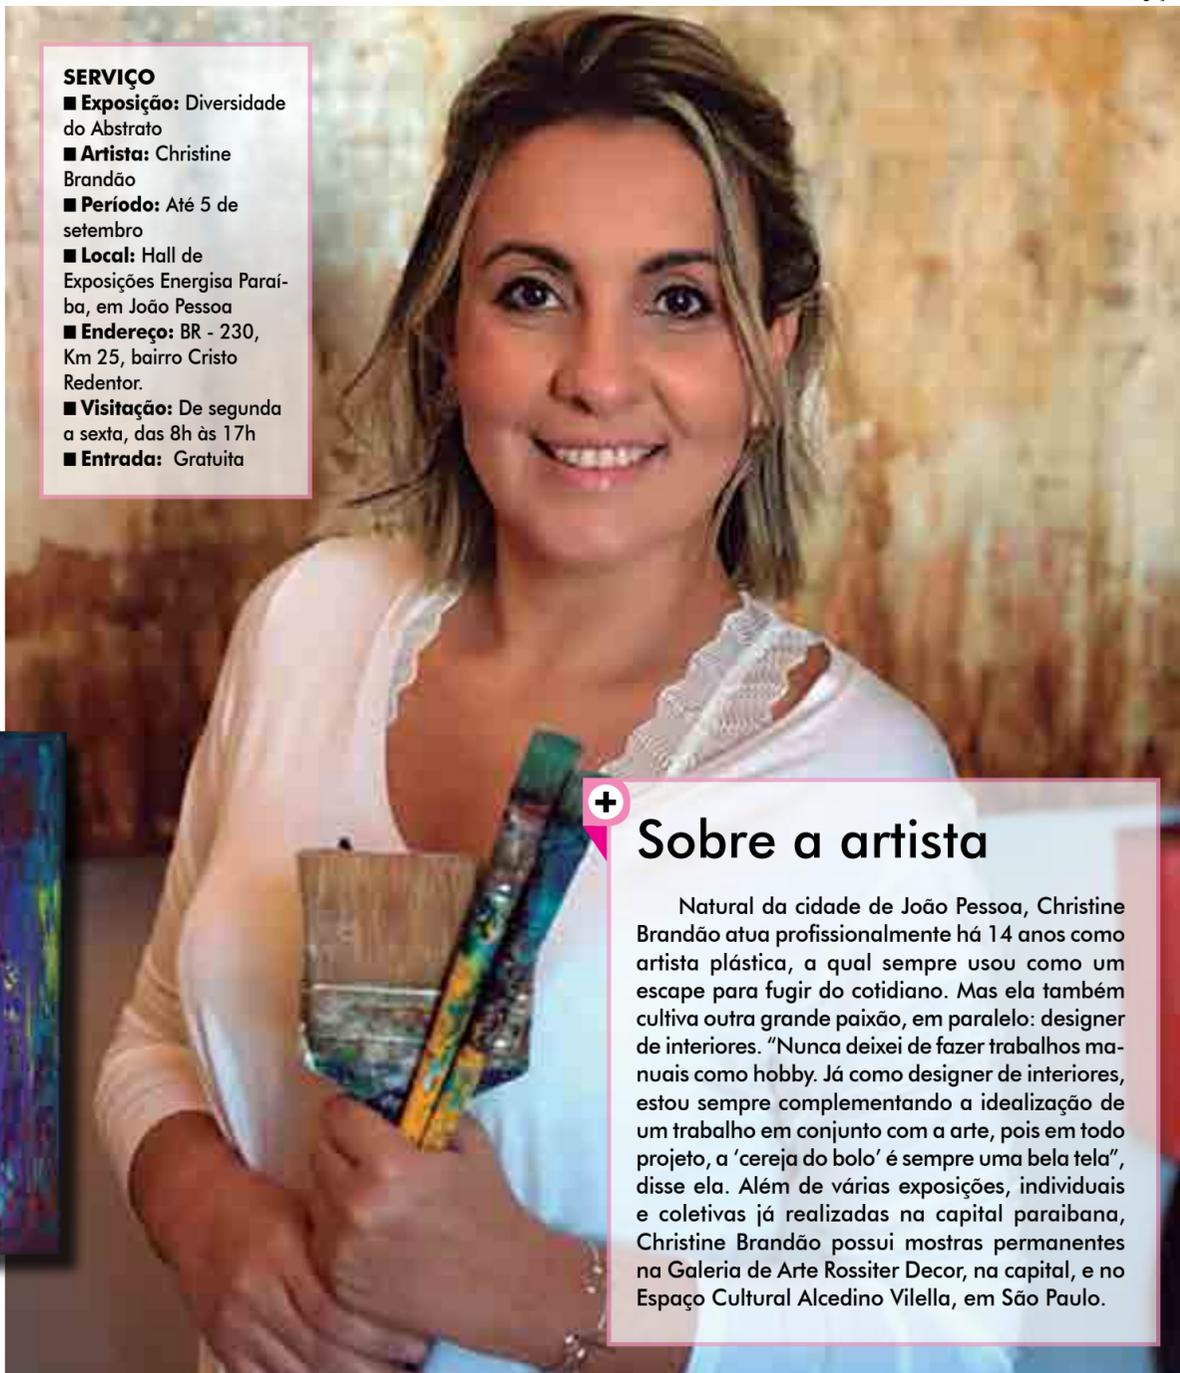 SERVIÇO
■ Exposição: Diversidade
do Abstrato
■ Artista: Christine
Brandão
■ Período: Até 5 de
setembro
■ Local: Hall de
Exposições Energisa Paraí-
ba, em João Pessoa
■ Endereço: BR - 230,
Km 25, bairro Cristo
Redentor.
■ Visitação: De segunda
a sexta, das 8h às 17h
■ Entrada: Gratuita
Sobre a artista
Natural da cidade de João Pessoa, Christine
Brandão atua profissionalmente há 14 anos como
artista plástica, a qual sempre usou como um
escape para fugir do cotidiano. Mas ela também
cultiva outra grande paixão, em paralelo: designer
de interiores. “Nunca deixei de fazer trabalhos ma-
nuais como hobby. Já como designer de interiores,
estou sempre complementando a idealização de
um trabalho em conjunto com a arte, pois em todo
projeto, a ‘cereja do bolo’ é sempre uma bela tela”,
disse ela. Além de várias exposições, individuais
e coletivas já realizadas na capital paraibana,
Christine Brandão possui mostras permanentes
na Galeria de Arte Rossiter Decor, na capital, e no
Espaço Cultural Alcedino Vilella, em São Paulo.